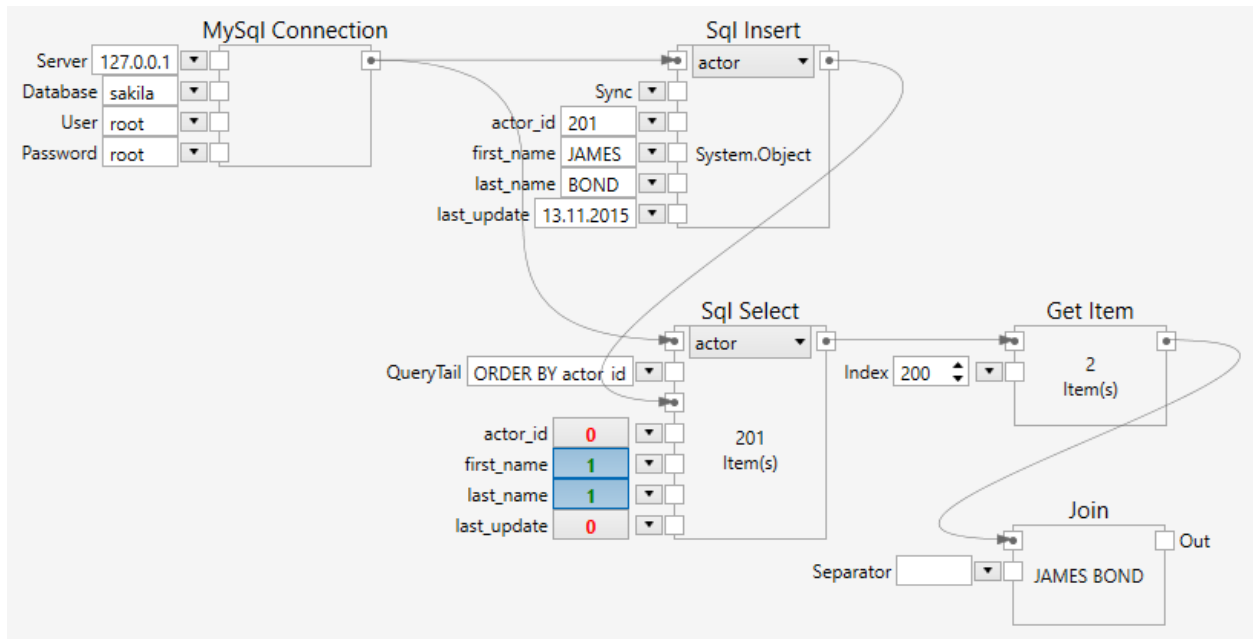 MySql Connection
Server 127.0.0.1
Database sakila
User root
Password root
Sql Insert
actor
Sync
actor_id 201
first_name JAMES
System.Object
last_name BOND
last_update 13.11.2015
Sql Select
actor
QueryTail ORDER BY actor_id
actor_id 0
201
first_name 1
Item(s)
last_name 1
last_update 0
Get Item
Index 200
2
Item(s)
Join
Out
Separator
JAMES BOND